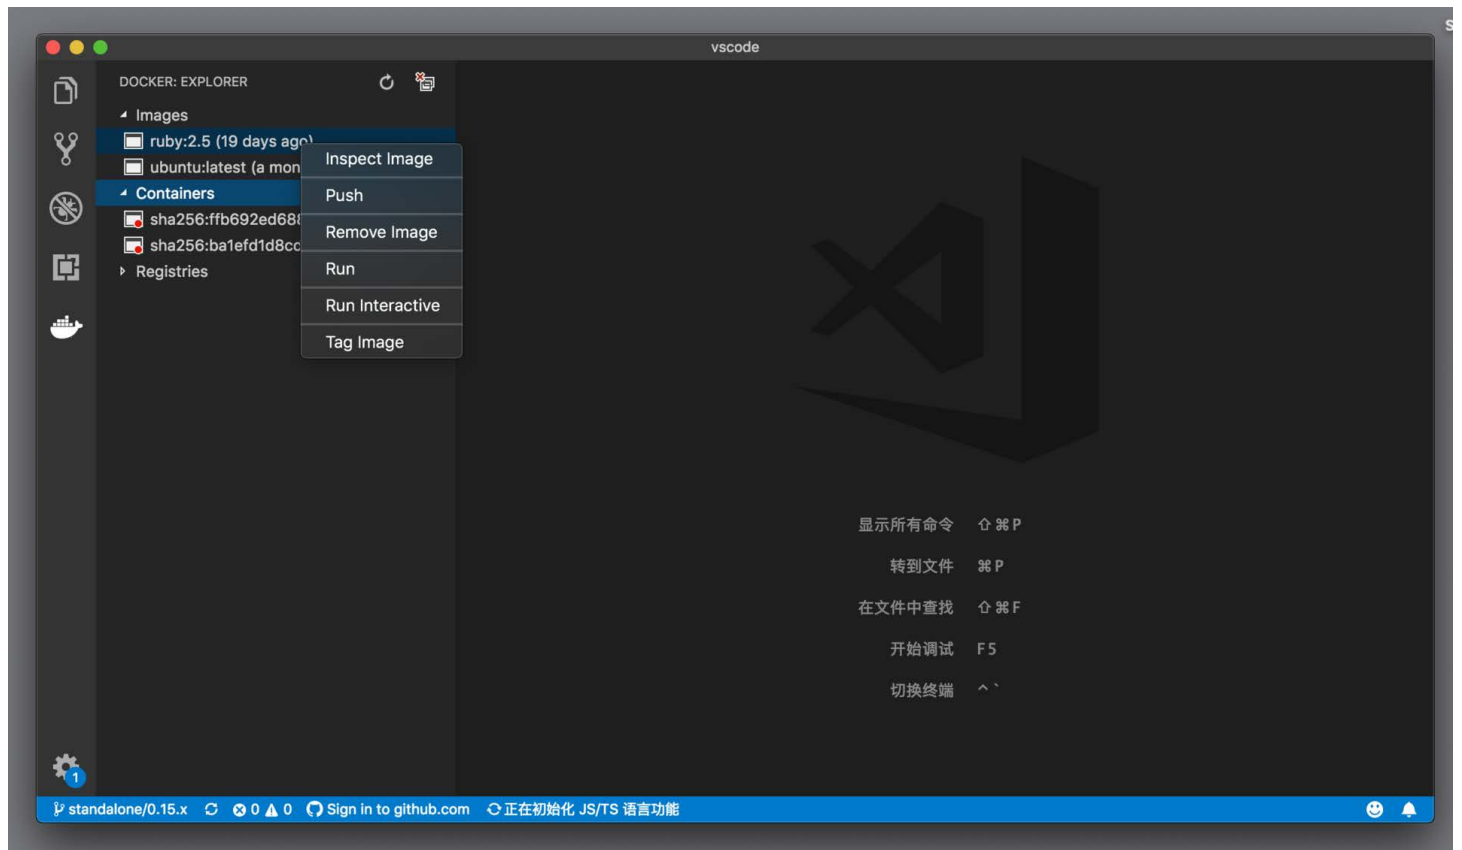 S
vscode
DOCKER: EXPLORER
Images
ruby:2.5 (19 days ago)
ubuntu:latest (a mon
Containers
sha256:ffb692ed688
sha256:ba1efd1d8cc
Registries
Inspect Image
Push
Remove Image
Run
Run Interactive
Tag Image
显示所有命令 ⇧⌘P
转到文件 ⌘P
在文件中查找 ⇧⌘F
开始调试 F5
切换终端 ^`
1
standalone/0.15.x 0 0 Sign in to github.com 正在初始化 JS/TS 语言功能